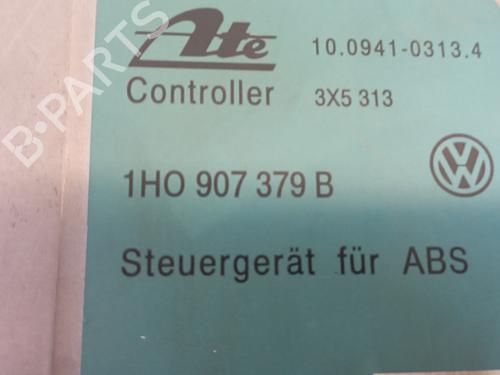 Ate 10.0941-0313.4
Controller 3X5 313
1HO 907 379 B
Steuergerät für ABS
B-PARTS